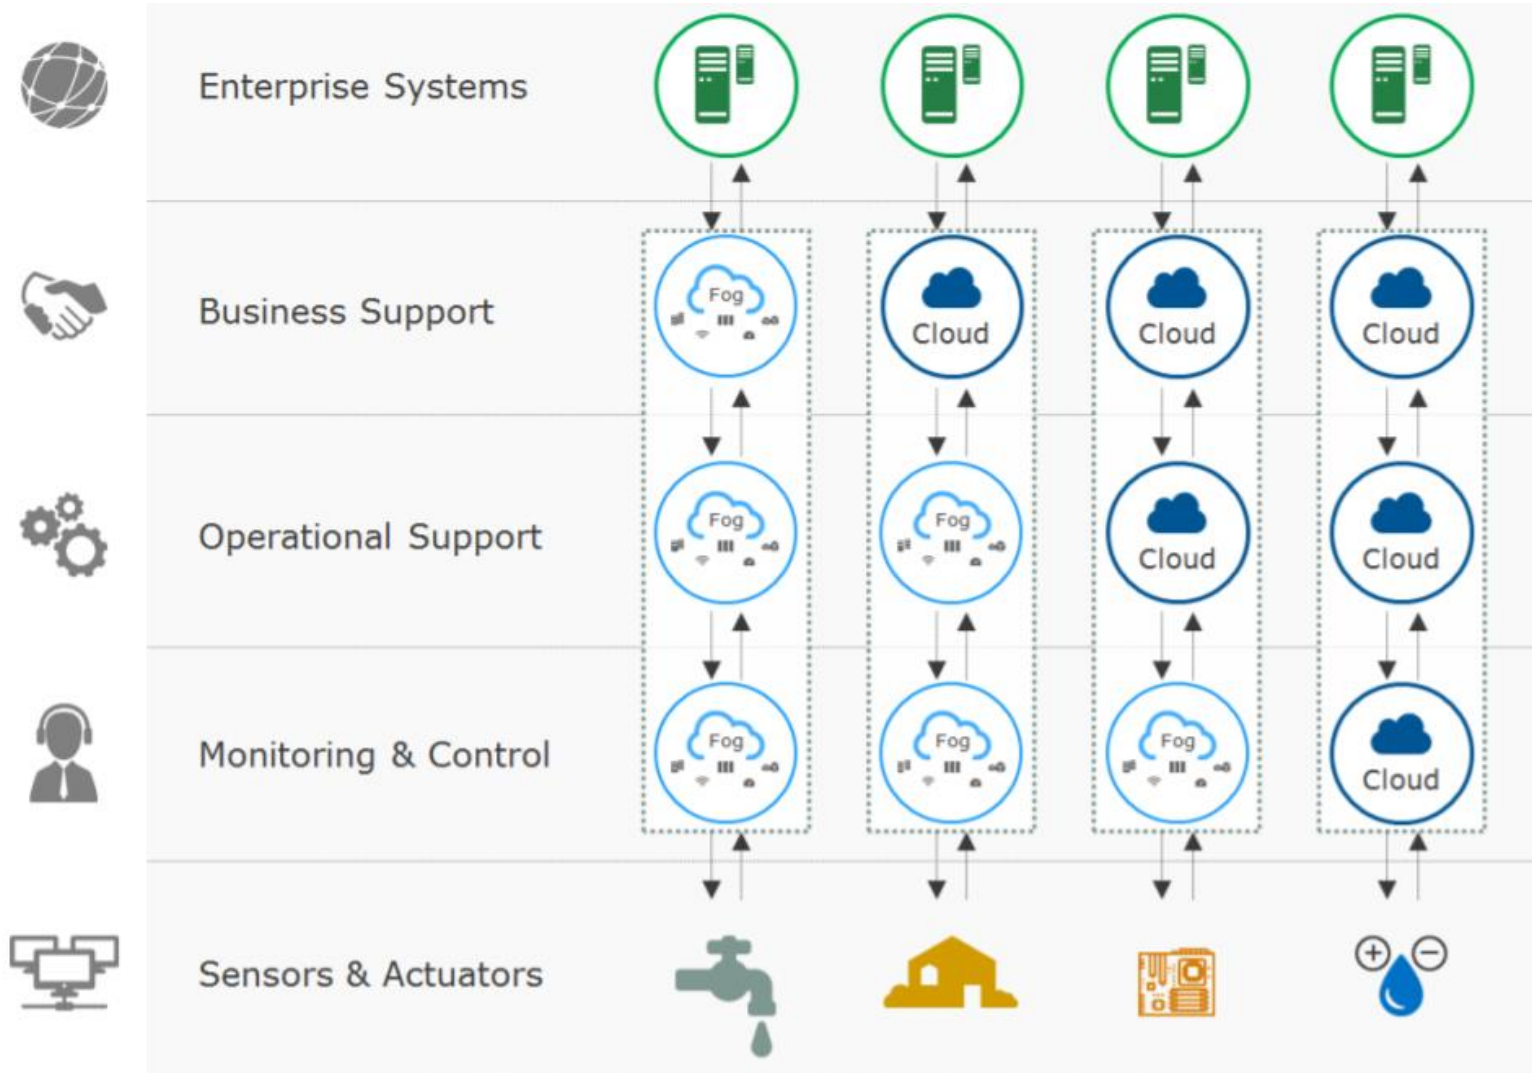 Enterprise Systems
Business Support
Fog
Cloud
Cloud
Cloud
Operational Support
Fog
Fog
Cloud
Cloud
Monitoring & Control
Fog
Fog
Fog
Cloud
Sensors & Actuators